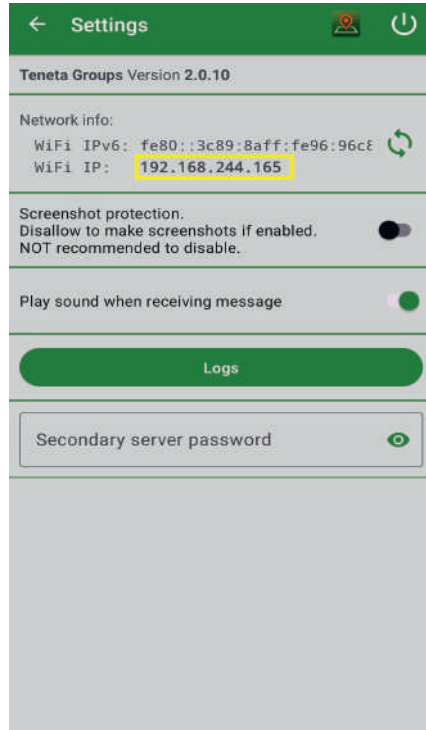 Settings
Teneta Groups Version 2.0.10
Network info:
WiFi IPv6: fe80::3c89:8aff:fe96:96c8
WiFi IP: 192.168.244.165
Screenshot protection.
Disallow to make screenshots if enabled.
NOT recommended to disable.
Play sound when receiving message
Logs
Secondary server password